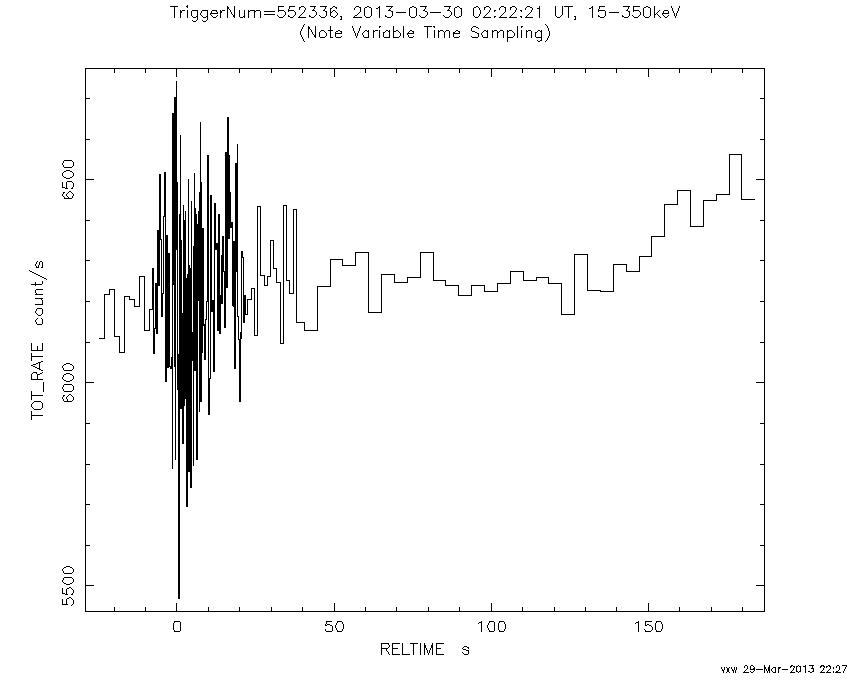 TriggerNum=552336, 2013-03-30 02:22:21 UT, 15-350keV
(Note Variable Time Sampling)
TOT_RATE count/s
6500
6000
5500
0 50 100 150
RELTIME s
vxw 29-Mar-2013 22:27